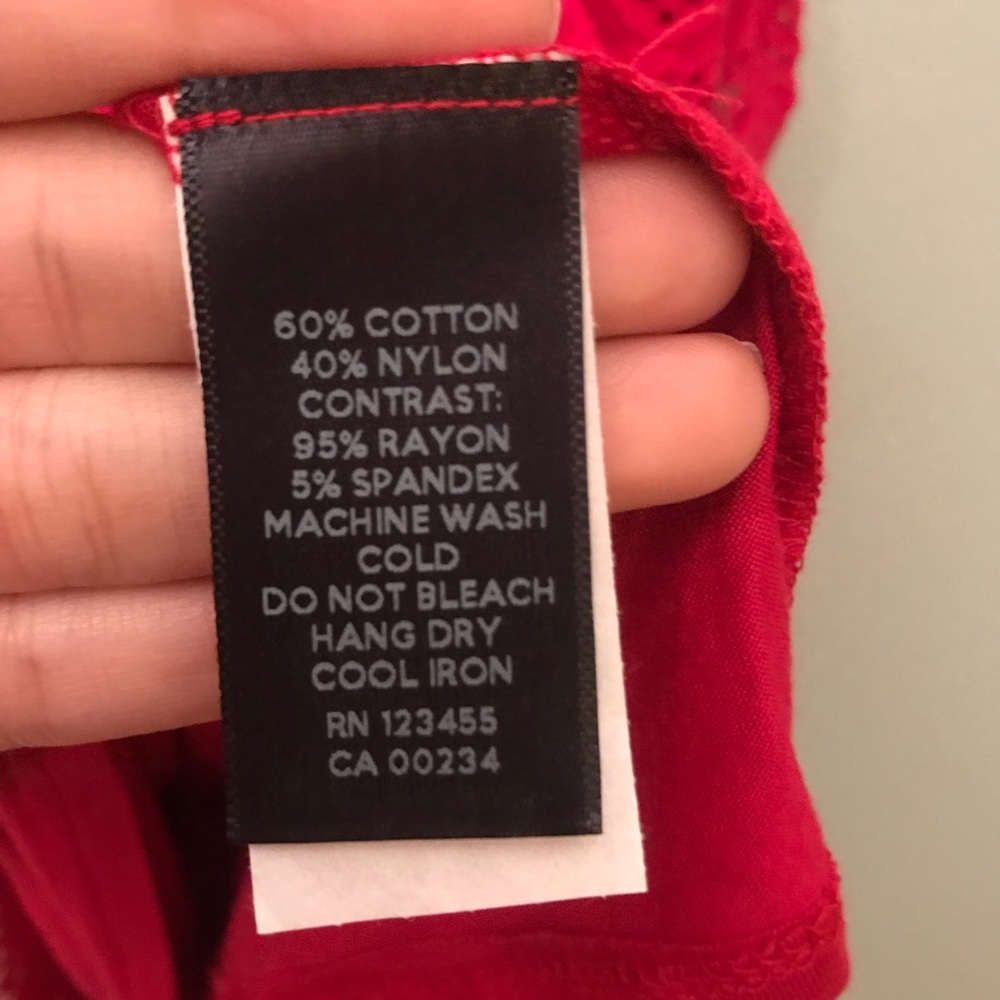 60% COTTON
40% NYLON
CONTRAST:
95% RAYON
5% SPANDEX
MACHINE WASH
COLD
DO NOT BLEACH
HANG DRY
COOL IRON
RN 123455
CA 00234